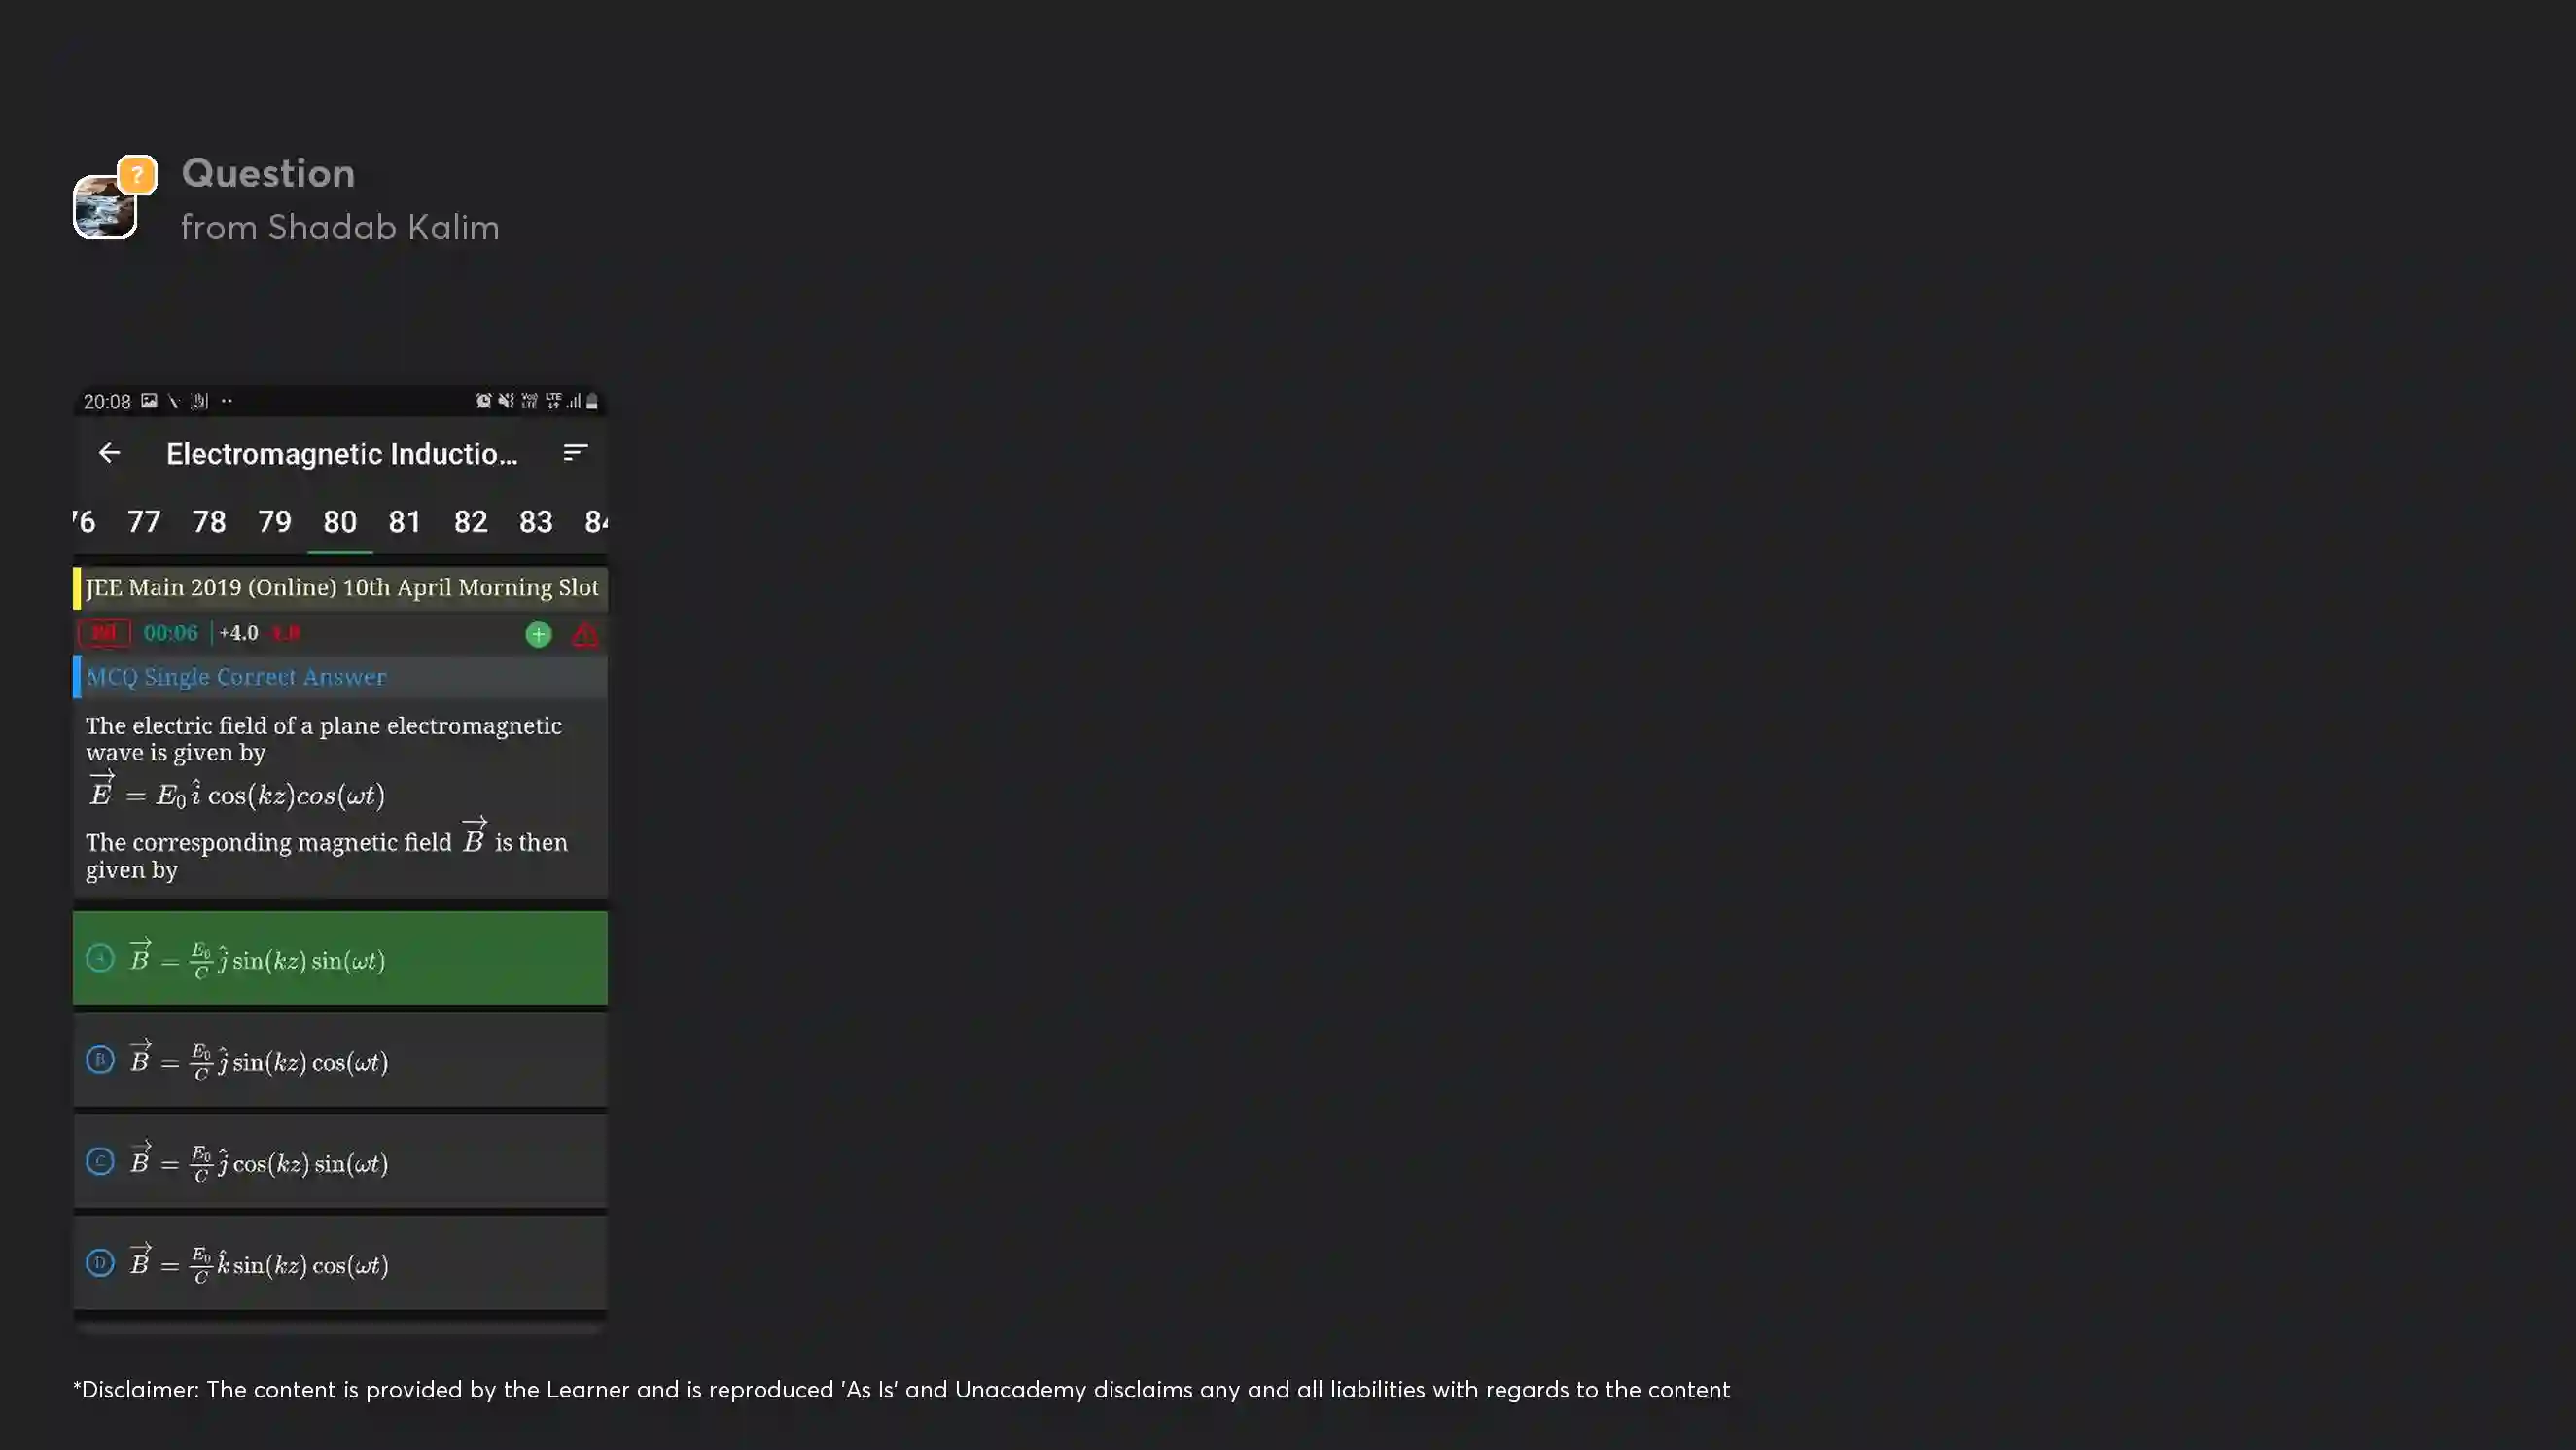 ?
Question
from Shadab Kalim
20:08
Electromagnetic Inductio...
76 77 78 79 80 81 82 83 84
JEE Main 2019 (Online) 10th April Morning Slot
00:06 +4.0 -1.0
MCQ Single Correct Answer
The electric field of a plane electromagnetic
wave is given by
$\overrightarrow{E} = E_0 \hat{i} \cos(kz)cos(\omega t)$
The corresponding magnetic field $\overrightarrow{B}$ is then
given by
A $\overrightarrow{B} = \frac{E_0}{C} \hat{j} \sin(kz) \sin(\omega t)$
B $\overrightarrow{B} = \frac{E_0}{C} \hat{j} \sin(kz) \cos(\omega t)$
C $\overrightarrow{B} = \frac{E_0}{C} \hat{j} \cos(kz) \sin(\omega t)$
D $\overrightarrow{B} = \frac{E_0}{C} \hat{k} \sin(kz) \cos(\omega t)$
*Disclaimer: The content is provided by the Learner and is reproduced 'As Is' and Unacademy disclaims any and all liabilities with regards to the content